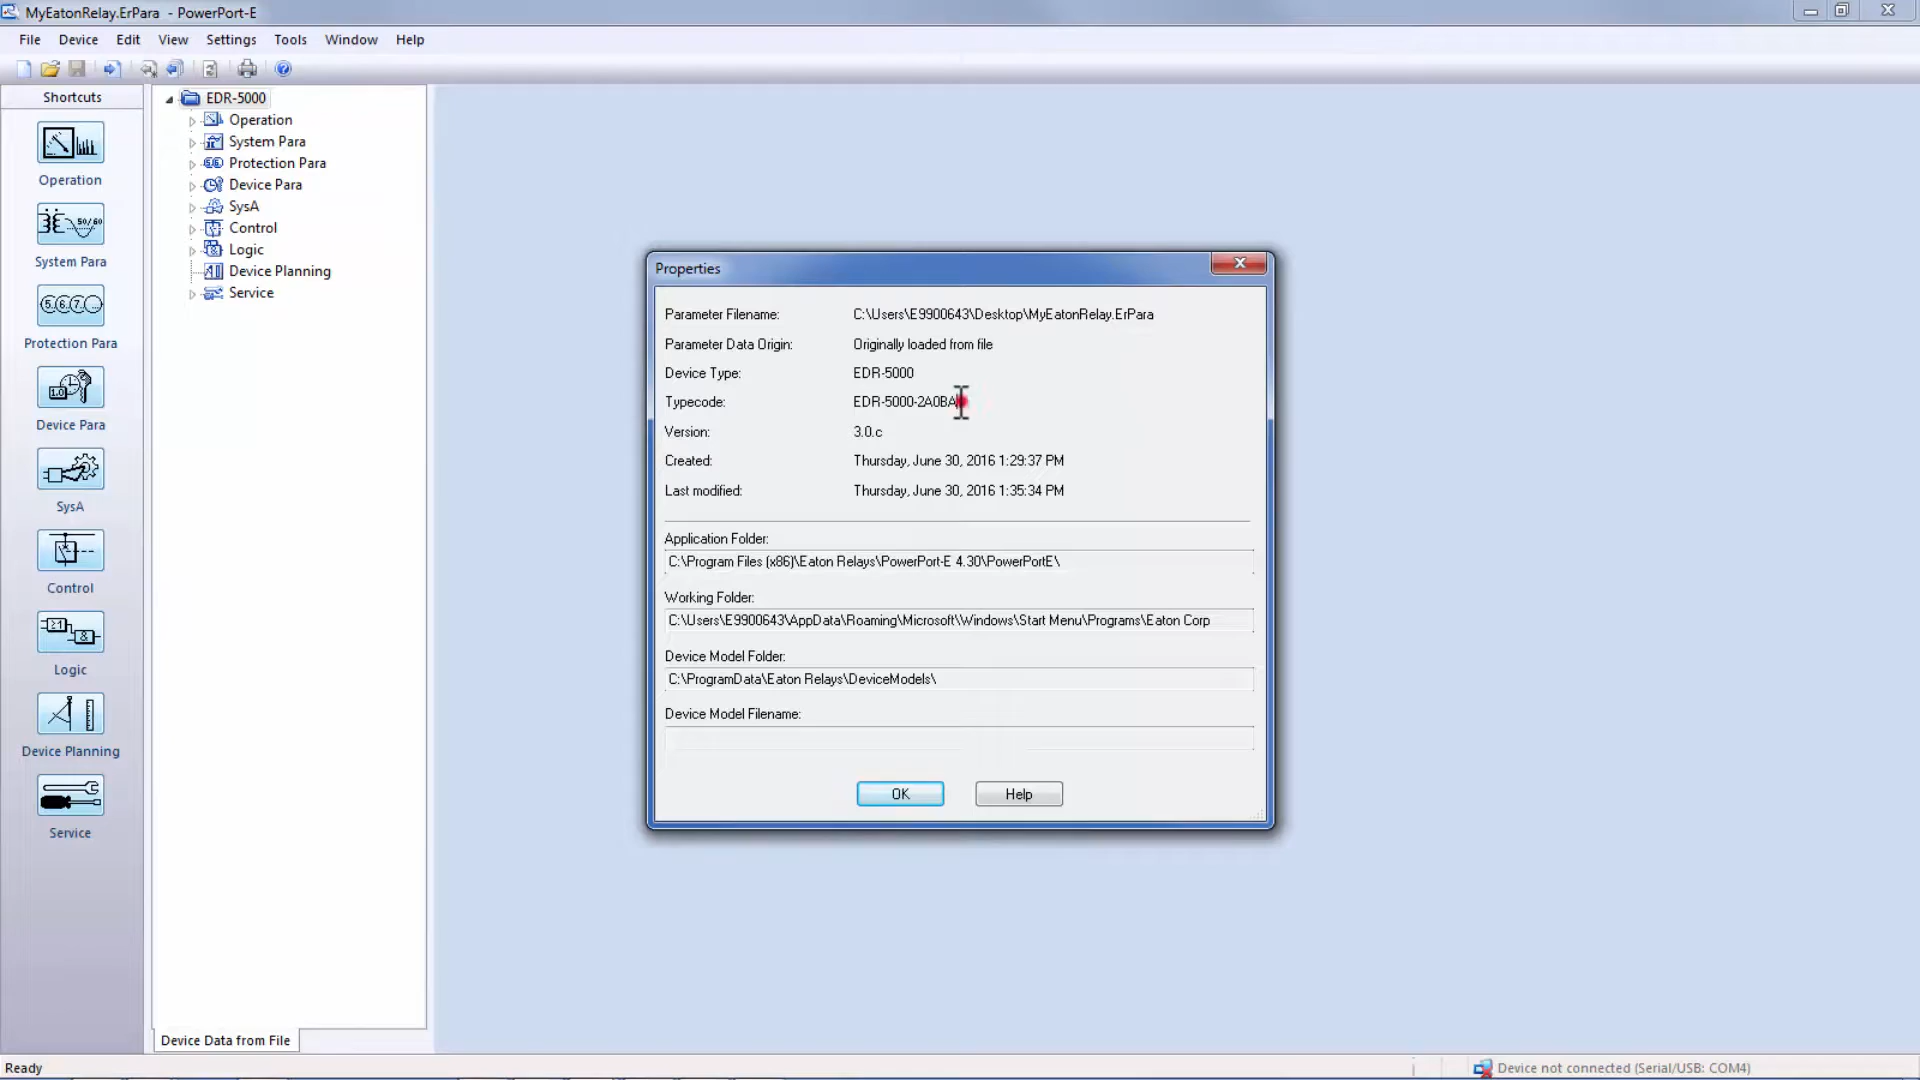 MyEatonRelay.ErPara - PowerPort-E
File Device Edit View Settings Tools Window Help
Shortcuts
Operation
System Para
Protection Para
Device Para
SysA
Control
Logic
Device Planning
Service
EDR-5000
Operation
System Para
Protection Para
Device Para
SysA
Control
Logic
Device Planning
Service
Device Data from File
Properties
Parameter Filename: C:\Users\E9900643\Desktop\MyEatonRelay.ErPara
Parameter Data Origin: Originally loaded from file
Device Type: EDR-5000
Typecode: EDR-5000-2A0BA
Version: 3.0.c
Created: Thursday, June 30, 2016 1:29:37 PM
Last modified: Thursday, June 30, 2016 1:35:34 PM
Application Folder:
C:\Program Files (x86)\Eaton Relays\PowerPort-E 4.30\PowerPortE\
Working Folder:
C:\Users\E9900643\AppData\Roaming\Microsoft\Windows\Start Menu\Programs\Eaton Corp
Device Model Folder:
C:\ProgramData\Eaton Relays\DeviceModels\
Device Model Filename:
OK Help
Ready Device not connected (Serial/USB: COM4)